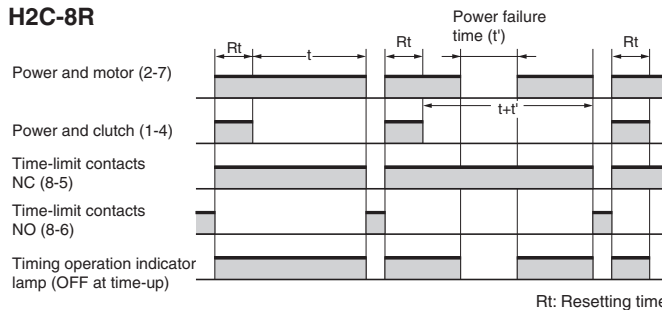 H2C-8R
Power failure
time (t')
Rt
t
Rt
Rt
Power and motor (2-7)
t+t'
Power and clutch (1-4)
Time-limit contacts
NC (8-5)
Time-limit contacts
NO (8-6)
Timing operation indicator
lamp (OFF at time-up)
Rt: Resetting time